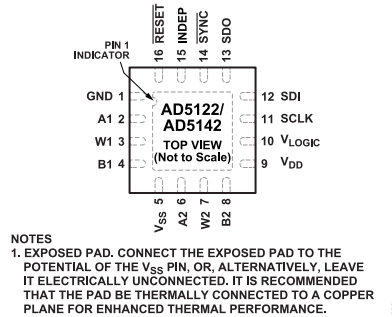 PIN 1
INDICATOR
16 RESET
15 INDEP
14 SYNC
13 SDO
GND 1
A1 2
W1 3
B1 4
AD5122/
AD5142
TOP VIEW
(Not to Scale)
12 SDI
11 SCLK
10 VLOGIC
9 VDD
VSS 5
A2 6
W2 7
B2 8
NOTES
1. EXPOSED PAD. CONNECT THE EXPOSED PAD TO THE
POTENTIAL OF THE VSS PIN, OR, ALTERNATIVELY, LEAVE
IT ELECTRICALLY UNCONNECTED. IT IS RECOMMENDED
THAT THE PAD BE THERMALLY CONNECTED TO A COPPER
PLANE FOR ENHANCED THERMAL PERFORMANCE.